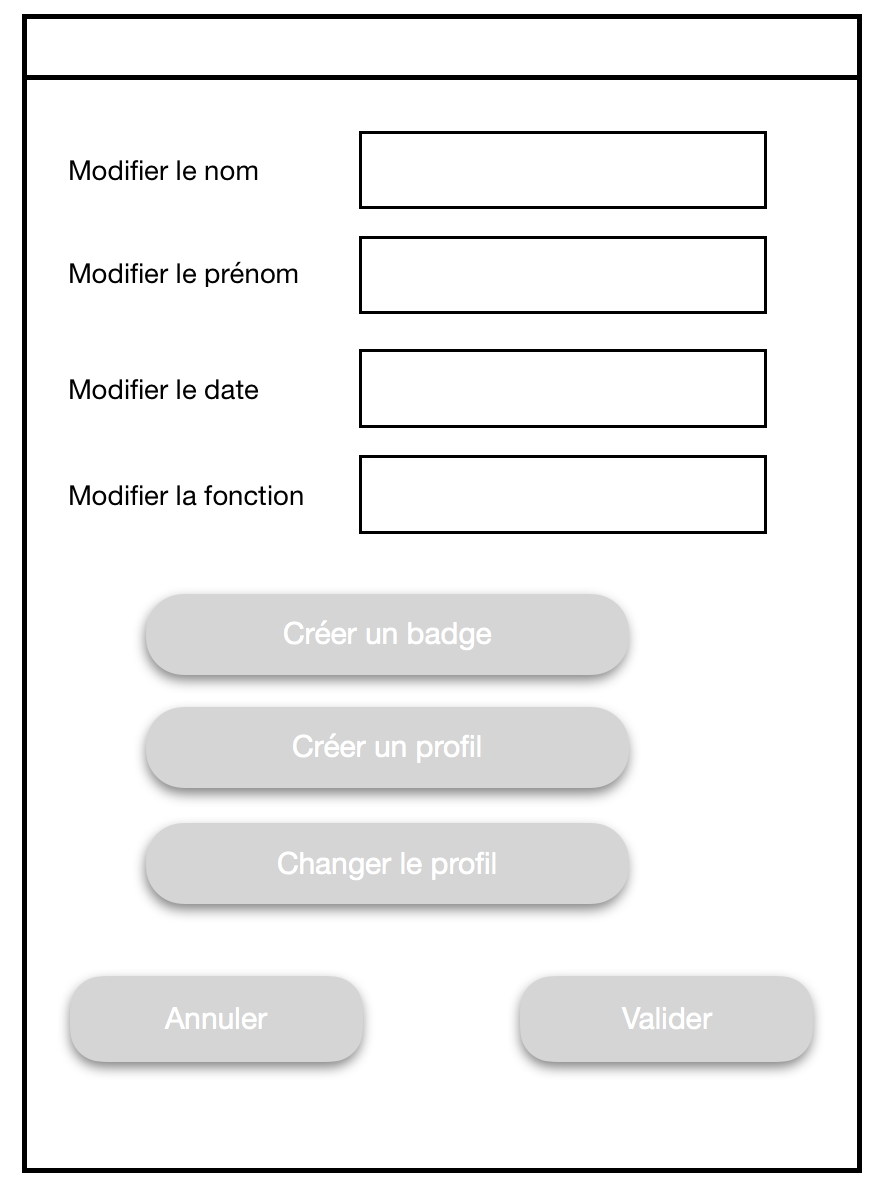 Modifier le nom
Modifier le prénom
Modifier le date
Modifier la fonction
Créer un badge
Créer un profil
Changer le profil
Annuler
Valider